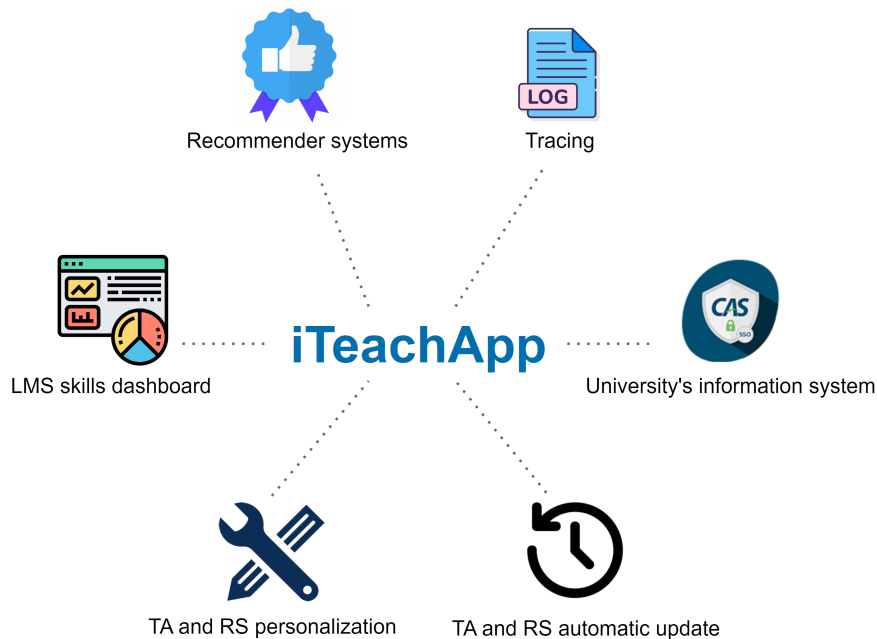 Recommender systems
LOG
Tracing
CAS
SSO
iTeachApp
LMS skills dashboard
University's information system
TA and RS personalization
TA and RS automatic update